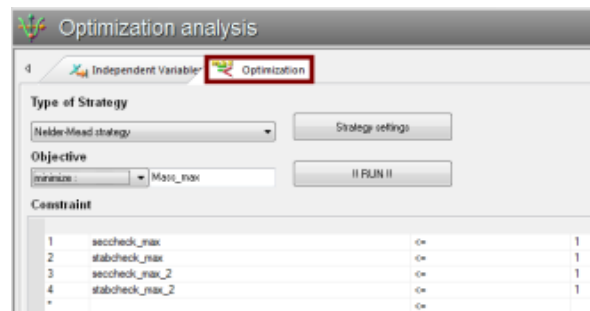 Optimization analysis
Independent Variable Optimization
Type of Strategy
Nelder-Mead strategy Strategy settings
Objective
minimize : Mass_max !! RUN !!
Constraint
1 seccheck_max <= 1
2 stabcheck_max <= 1
3 seccheck_max_2 <= 1
4 stabcheck_max_2 <= 1
* <=